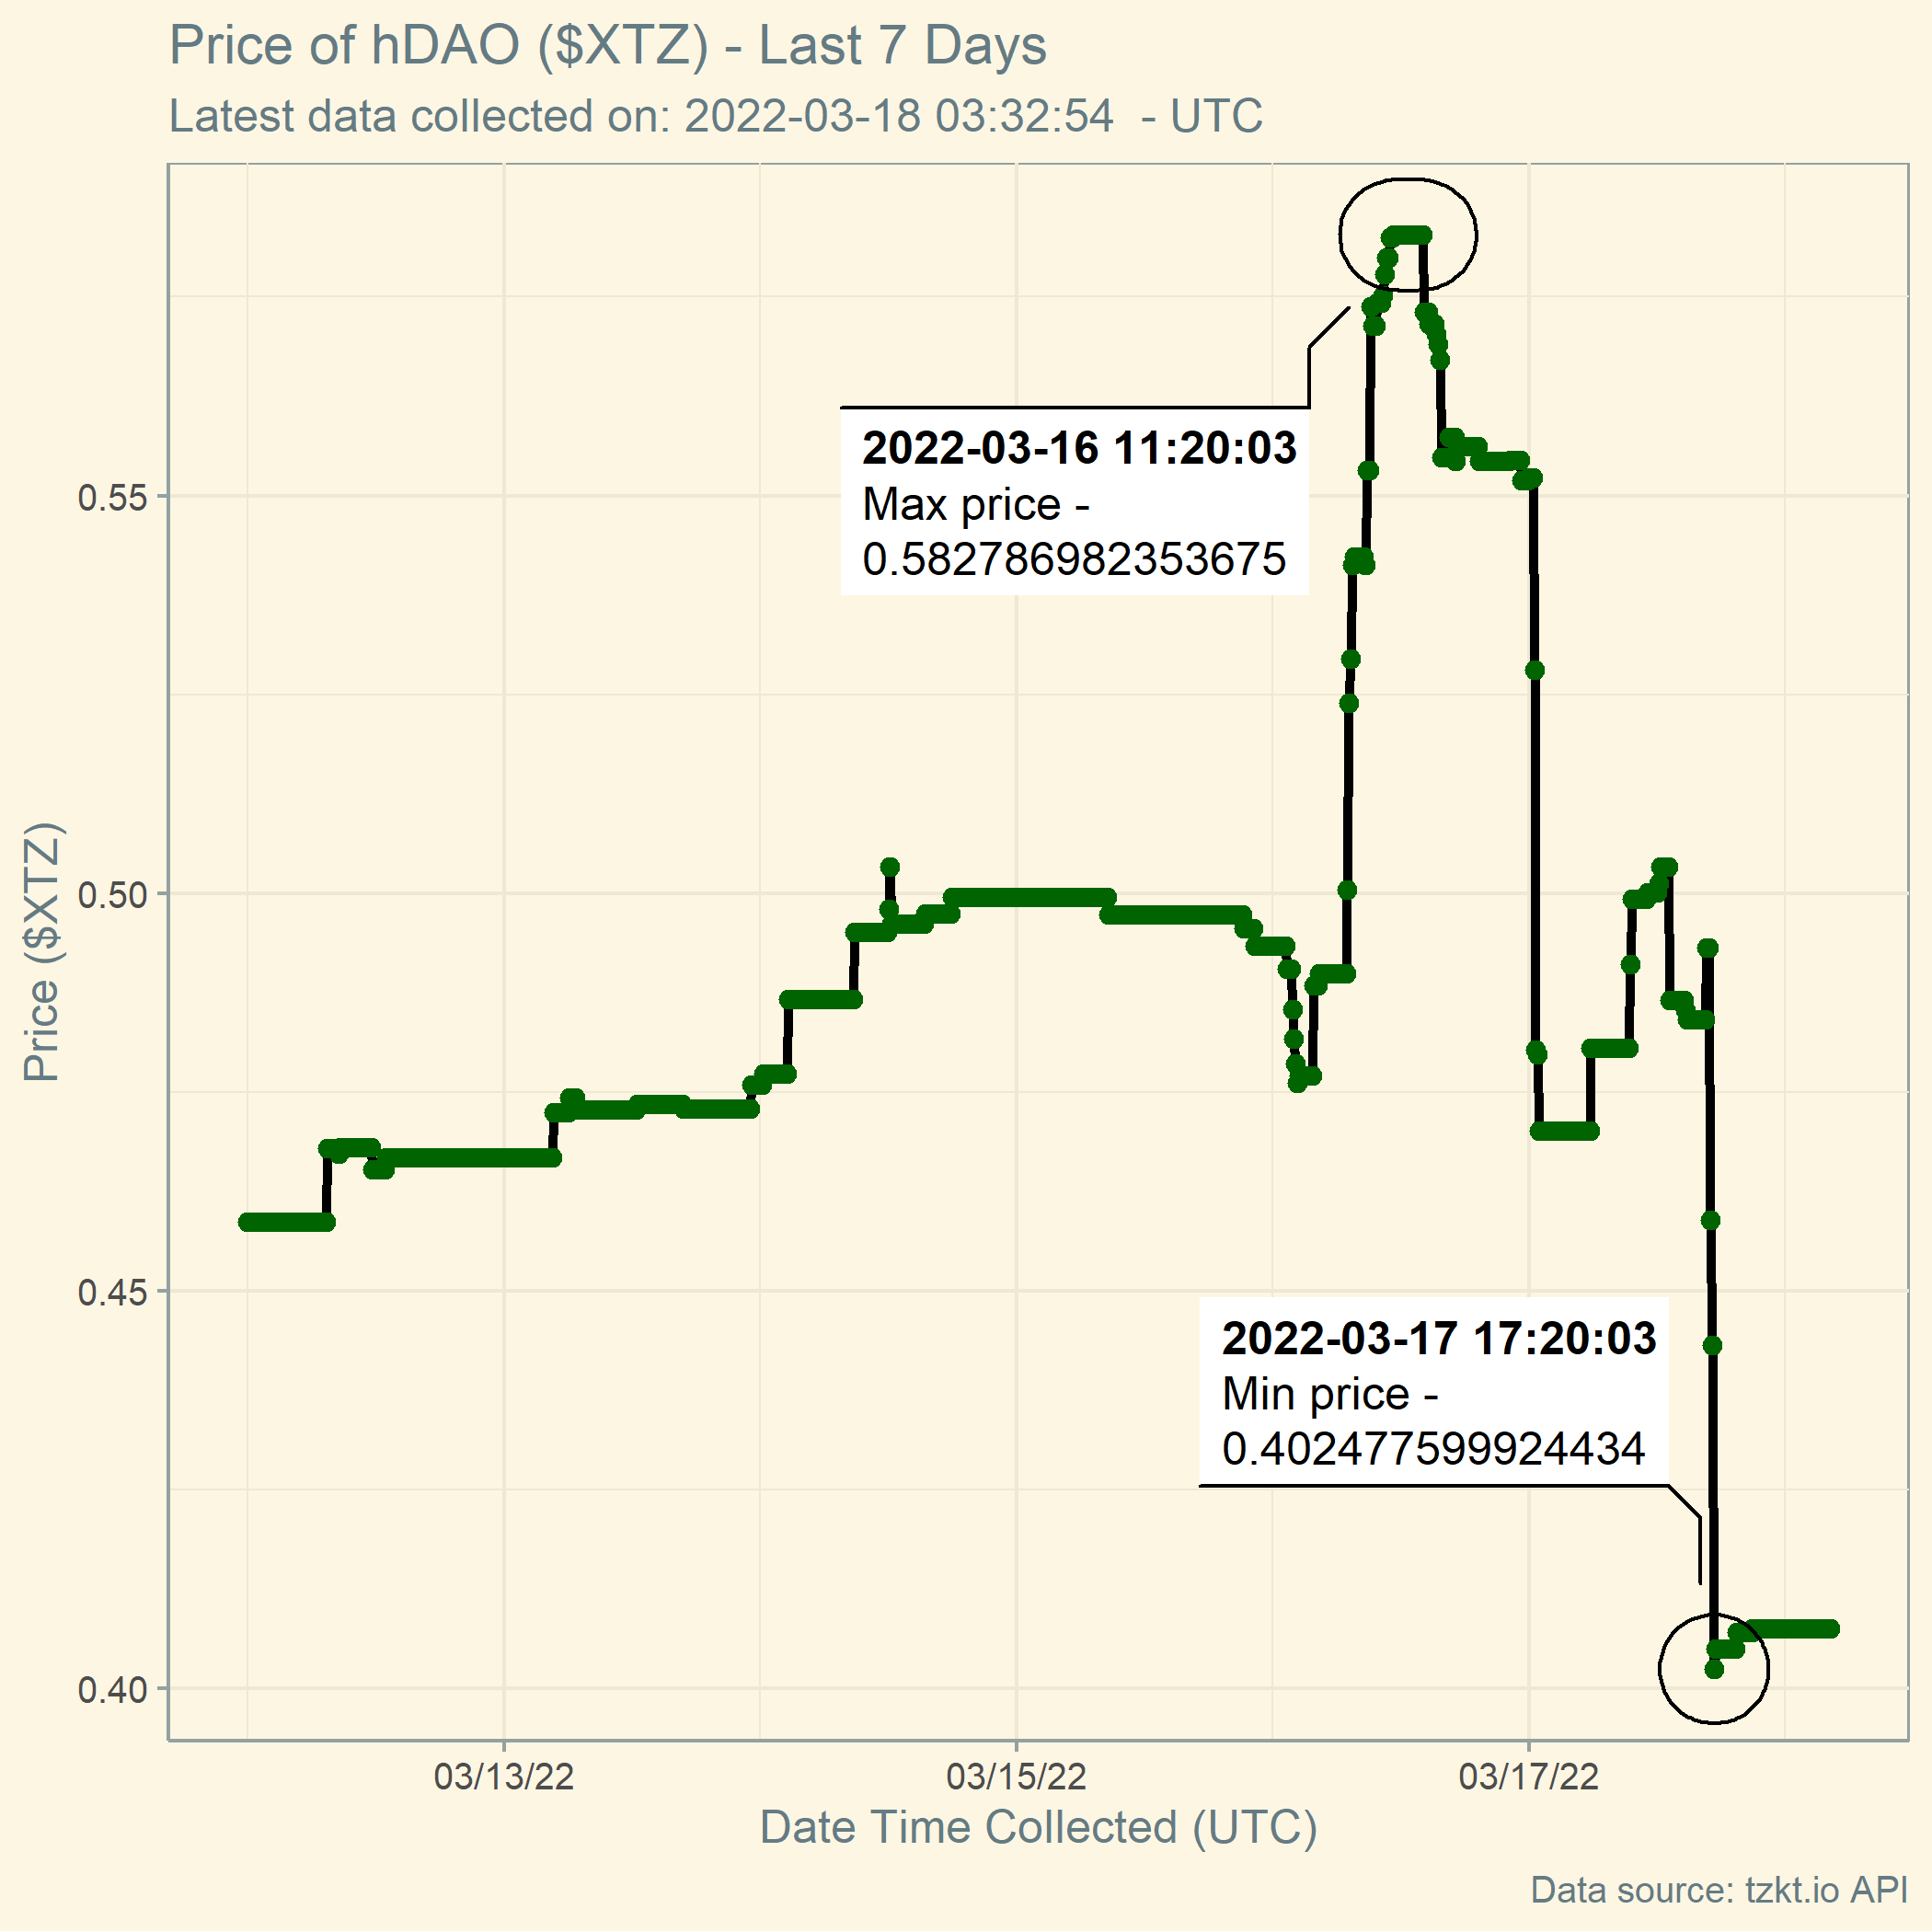 Price of hDAO ($XTZ) - Last 7 Days
Latest data collected on: 2022-03-18 03:32:54  - UTC
2022-03-16 11:20:03
Max price -
0.582786982353675
0.55
0.50
Price ($XTZ)
0.45
2022-03-17 17:20:03
Min price -
0.402477599924434
0.40
03/13/22
03/15/22
03/17/22
Date Time Collected (UTC)
Data source: tzkt.io API